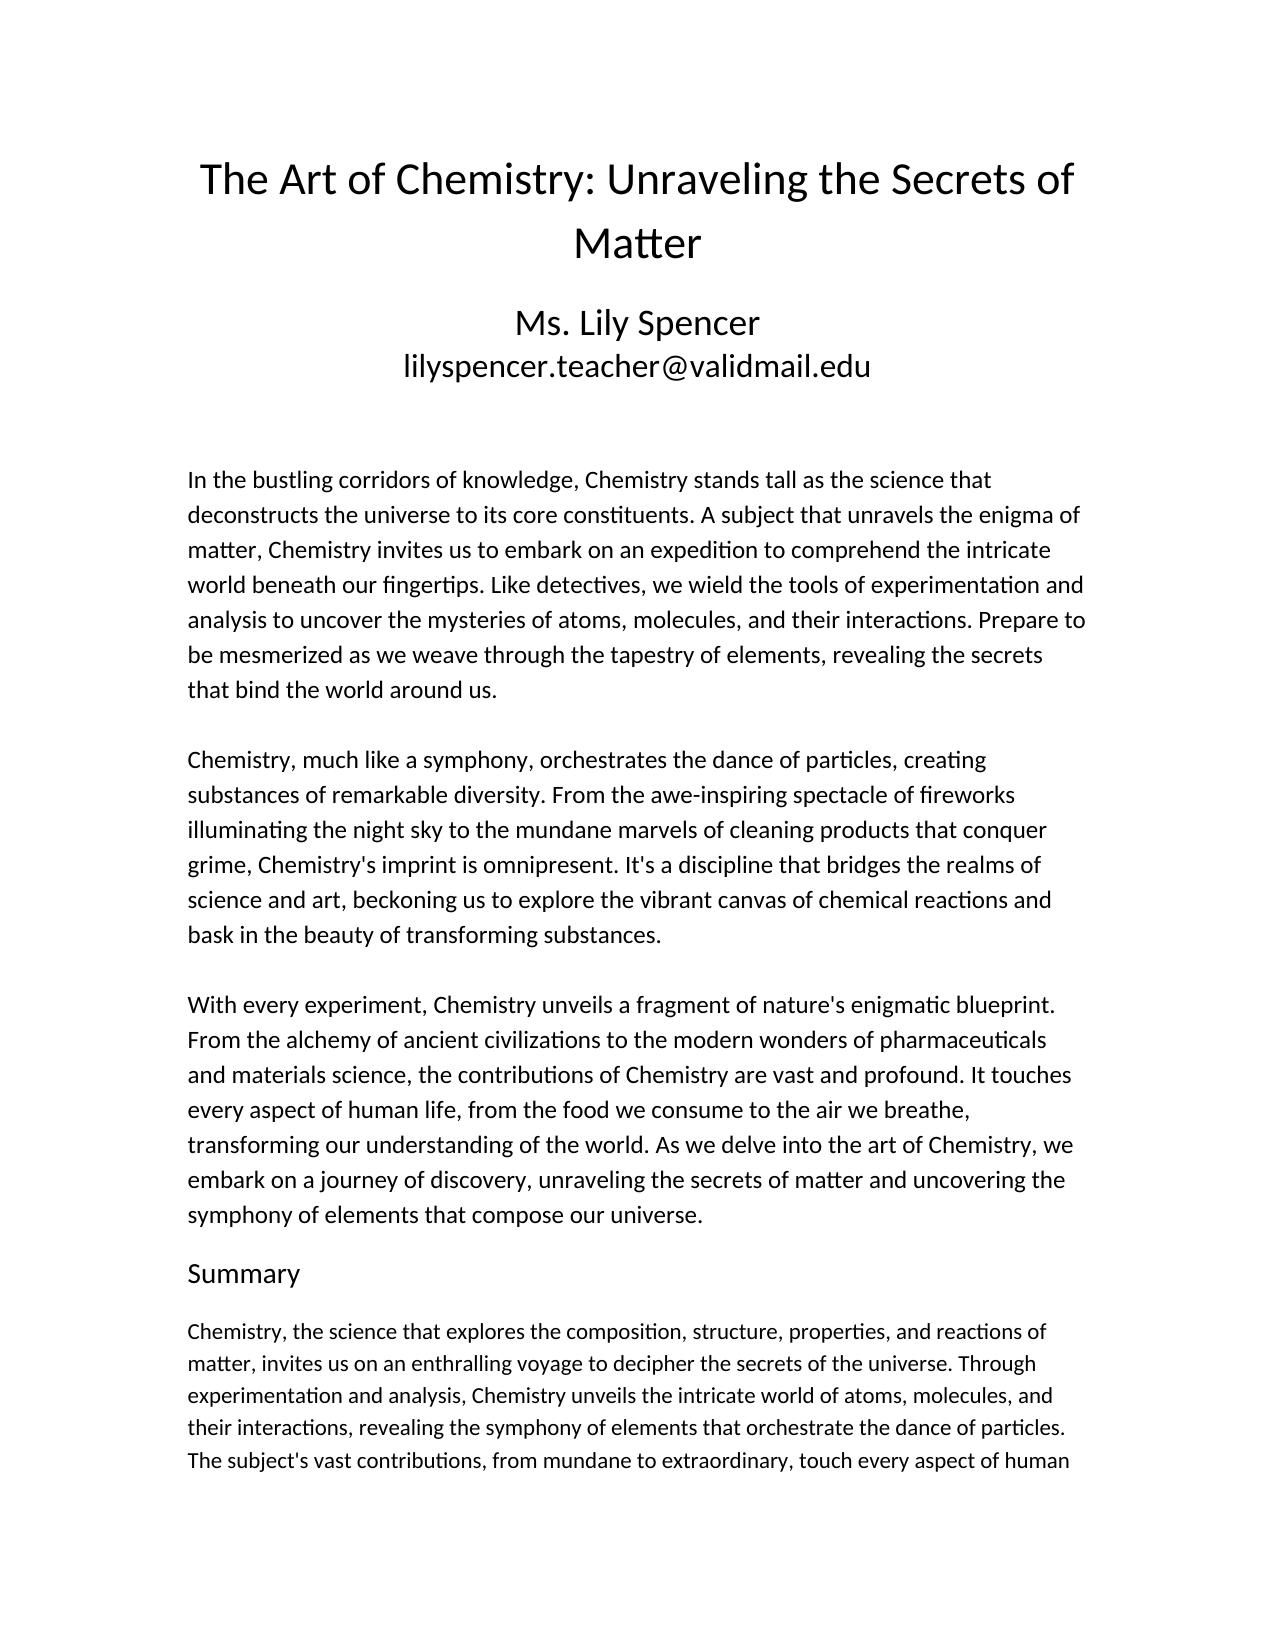 The Art of Chemistry: Unraveling the Secrets of
Matter
Ms. Lily Spencer
lilyspencer.teacher@validmail.edu
In the bustling corridors of knowledge, Chemistry stands tall as the science that
deconstructs the universe to its core constituents. A subject that unravels the enigma of
matter, Chemistry invites us to embark on an expedition to comprehend the intricate
world beneath our fingertips. Like detectives, we wield the tools of experimentation and
analysis to uncover the mysteries of atoms, molecules, and their interactions. Prepare to
be mesmerized as we weave through the tapestry of elements, revealing the secrets
that bind the world around us.
Chemistry, much like a symphony, orchestrates the dance of particles, creating
substances of remarkable diversity. From the awe-inspiring spectacle of fireworks
illuminating the night sky to the mundane marvels of cleaning products that conquer
grime, Chemistry's imprint is omnipresent. It's a discipline that bridges the realms of
science and art, beckoning us to explore the vibrant canvas of chemical reactions and
bask in the beauty of transforming substances.
With every experiment, Chemistry unveils a fragment of nature's enigmatic blueprint.
From the alchemy of ancient civilizations to the modern wonders of pharmaceuticals
and materials science, the contributions of Chemistry are vast and profound. It touches
every aspect of human life, from the food we consume to the air we breathe,
transforming our understanding of the world. As we delve into the art of Chemistry, we
embark on a journey of discovery, unraveling the secrets of matter and uncovering the
symphony of elements that compose our universe.
Summary
Chemistry, the science that explores the composition, structure, properties, and reactions of
matter, invites us on an enthralling voyage to decipher the secrets of the universe. Through
experimentation and analysis, Chemistry unveils the intricate world of atoms, molecules, and
their interactions, revealing the symphony of elements that orchestrate the dance of particles.
The subject's vast contributions, from mundane to extraordinary, touch every aspect of human